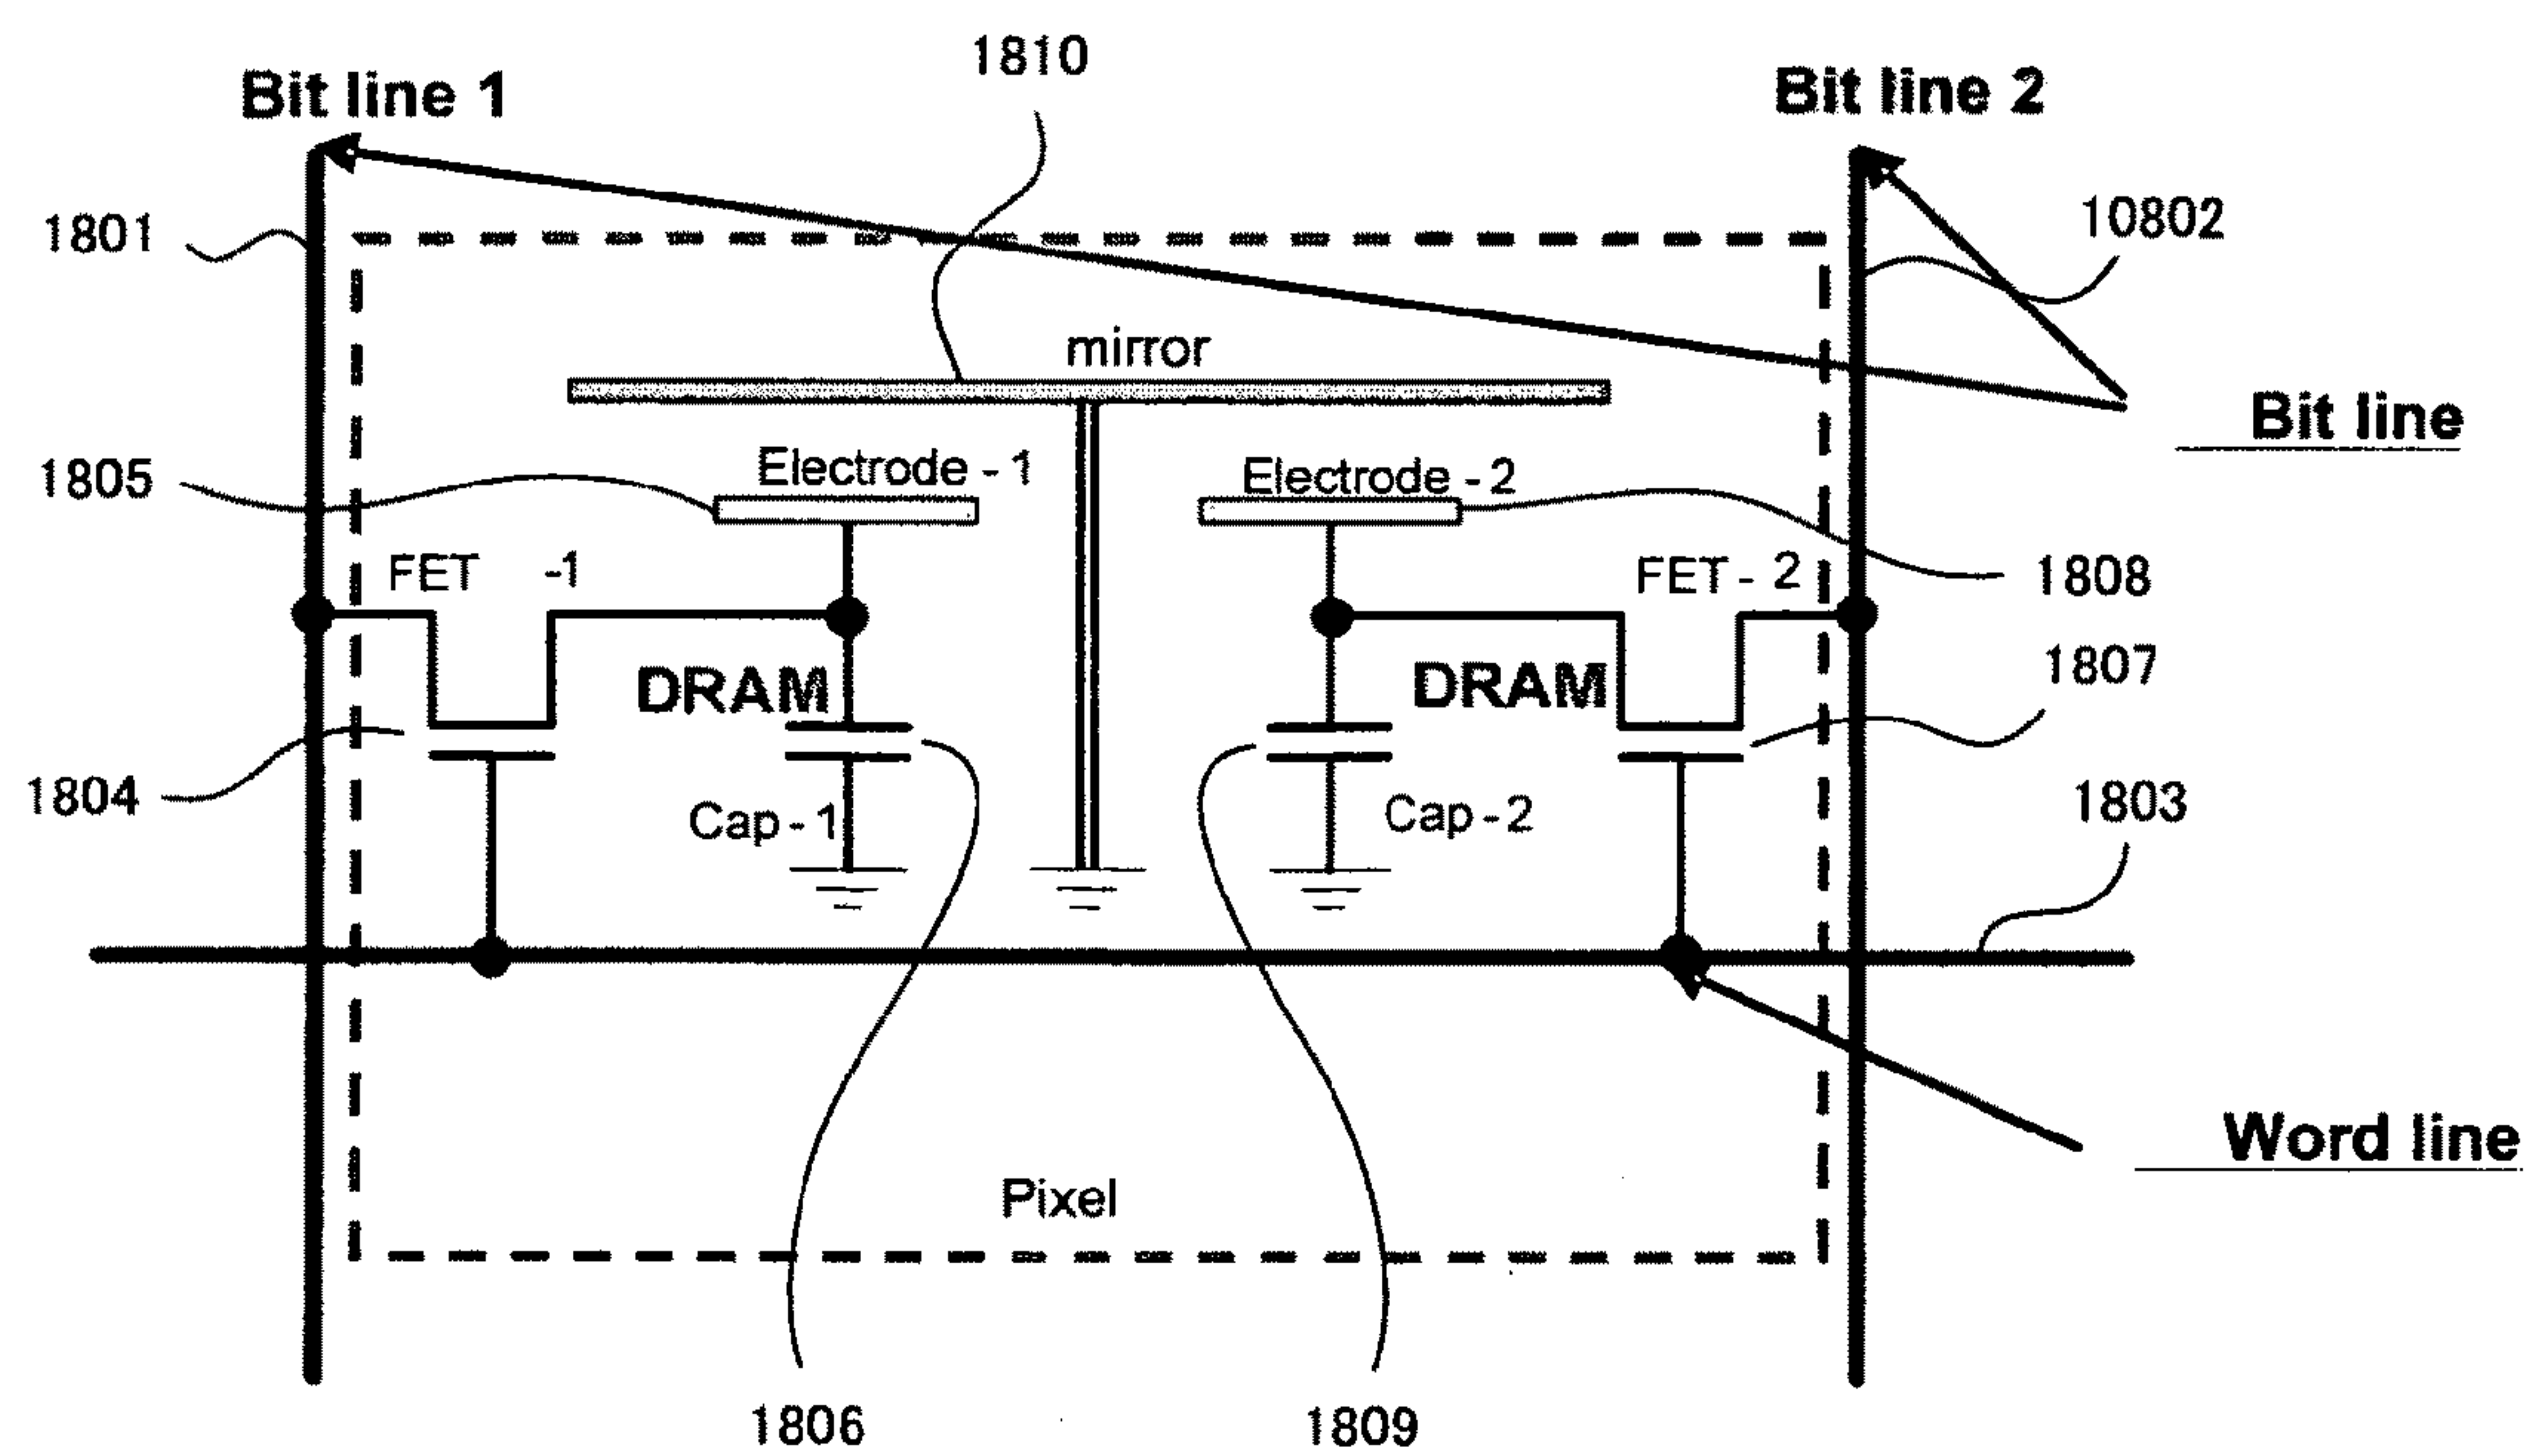 1810
Bit line 1
Bit line 2
1801
10802
mirror
Bit line
1805
Electrode - 1
Electrode - 2
FET -1
FET - 2
1808
DRAM
DRAM
1807
1804
Cap - 1
Cap - 2
1803
Word line
Pixel
1806
1809